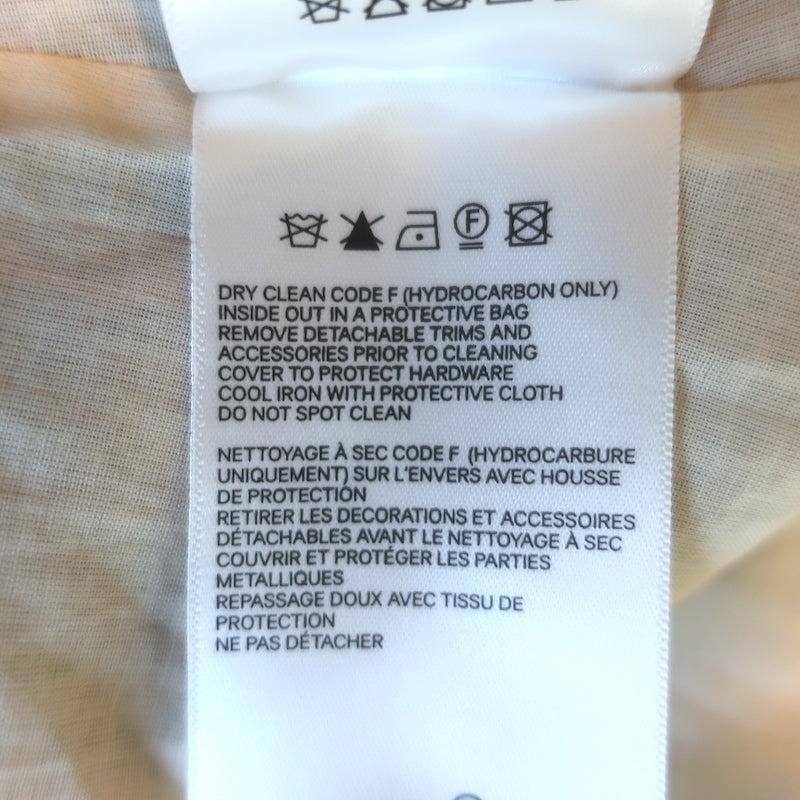 F
DRY CLEAN CODE F (HYDROCARBON ONLY)
INSIDE OUT IN A PROTECTIVE BAG
REMOVE DETACHABLE TRIMS AND
ACCESSORIES PRIOR TO CLEANING
COVER TO PROTECT HARDWARE
COOL IRON WITH PROTECTIVE CLOTH
DO NOT SPOT CLEAN
NETTOYAGE À SEC CODE F (HYDROCARBURE
UNIQUEMENT) SUR L'ENVERS AVEC HOUSSE
DE PROTECTION
RETIRER LES DECORATIONS ET ACCESSOIRES
DÉTACHABLES AVANT LE NETTOYAGE À SEC
COUVRIR ET PROTÉGER LES PARTIES
METALLIQUES
REPASSAGE DOUX AVEC TISSU DE
PROTECTION
NE PAS DÉTACHER